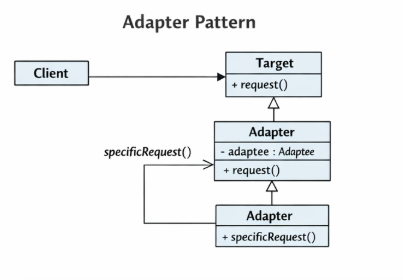 Adapter Pattern
Client
Target
+ request()
Adapter
- adaptee : Adaptee
+ request()
specificRequest()
Adapter
+ specificRequest()